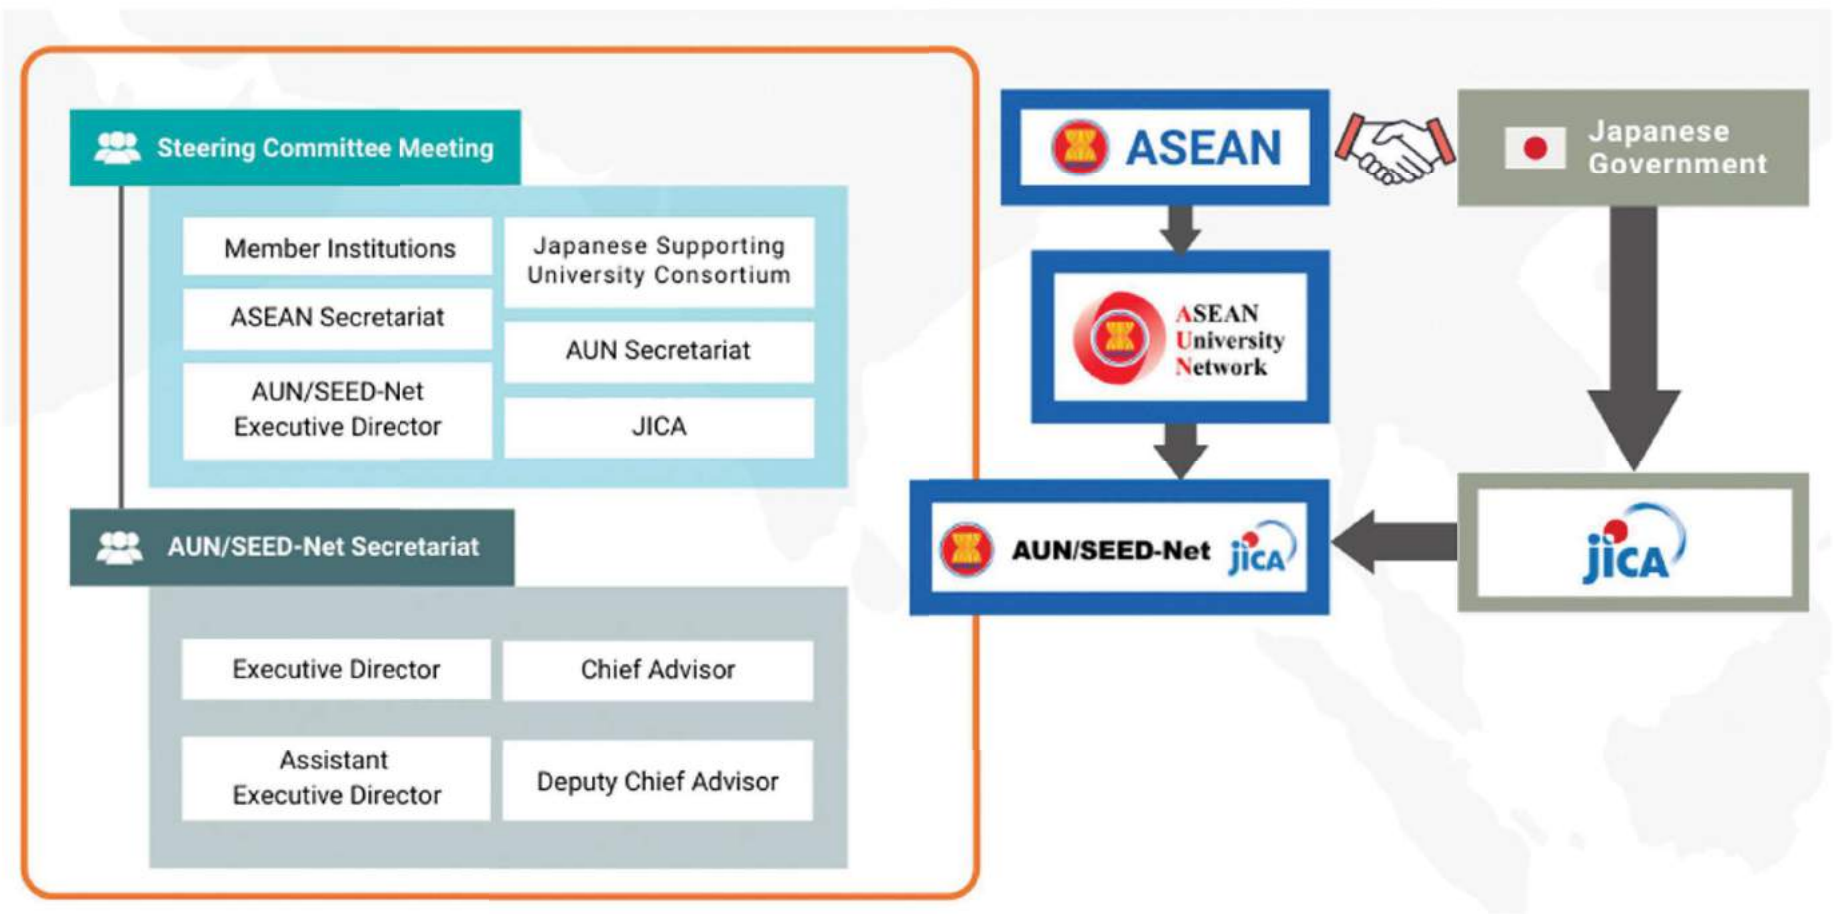 Steering Committee Meeting
Member Institutions
ASEAN Secretariat
AUN/SEED-Net
Executive Director
Japanese Supporting
University Consortium
AUN Secretariat
JICA
AUN/SEED-Net Secretariat
Executive Director
Chief Advisor
Assistant
Executive Director
Deputy Chief Advisor
ASEAN
Japanese
Government
ASEAN
University
Network
AUN/SEED-Net jICA
jICA